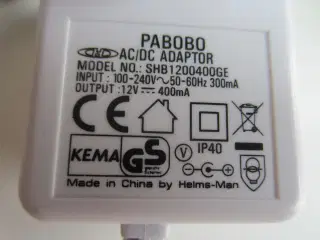 PABOBO
AC/DC ADAPTOR
MODEL NO.: SHB1200400GE
INPUT : 100-240V~50-60Hz 300mA
OUTPUT : 12V⎓ 400mA
IP40
KEMA GS V
Made in China by Helms-Man